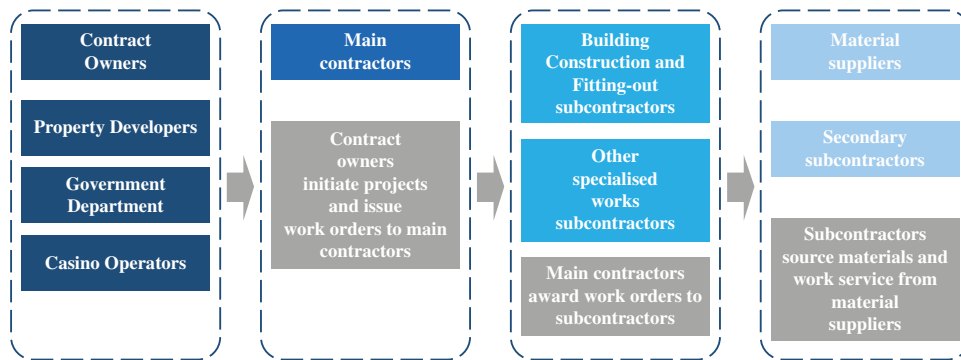 Contract
Owners
Property Developers
Government
Department
Casino Operators
Main
contractors
Contract
owners
initiate projects
and issue
work orders to main
contractors
Building
Construction and
Fitting-out
subcontractors
Other
specialised
works
subcontractors
Main contractors
award work orders to
subcontractors
Material
suppliers
Secondary
subcontractors
Subcontractors
source materials and
work service from
material
suppliers